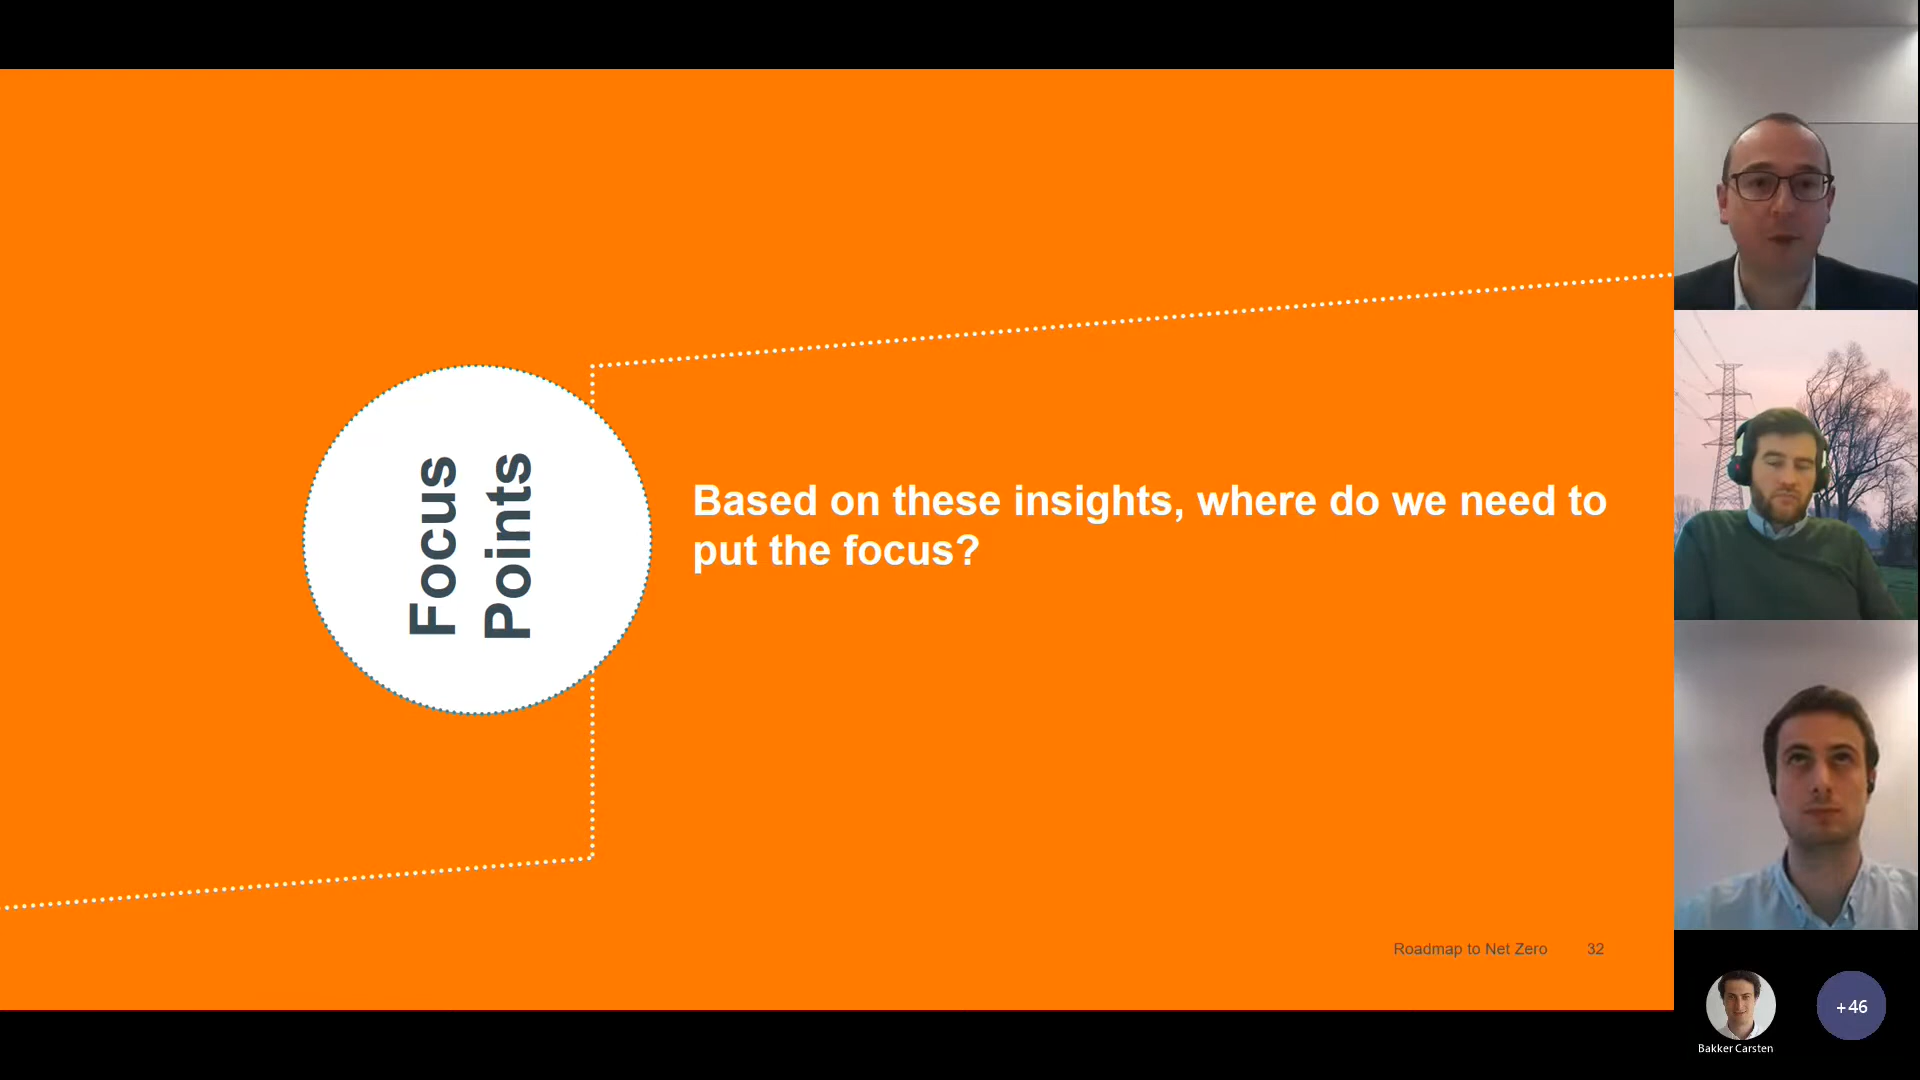 Focus
Points
Based on these insights, where do we need to
put the focus?
Roadmap to Net Zero 32
Bakker Carsten
+46